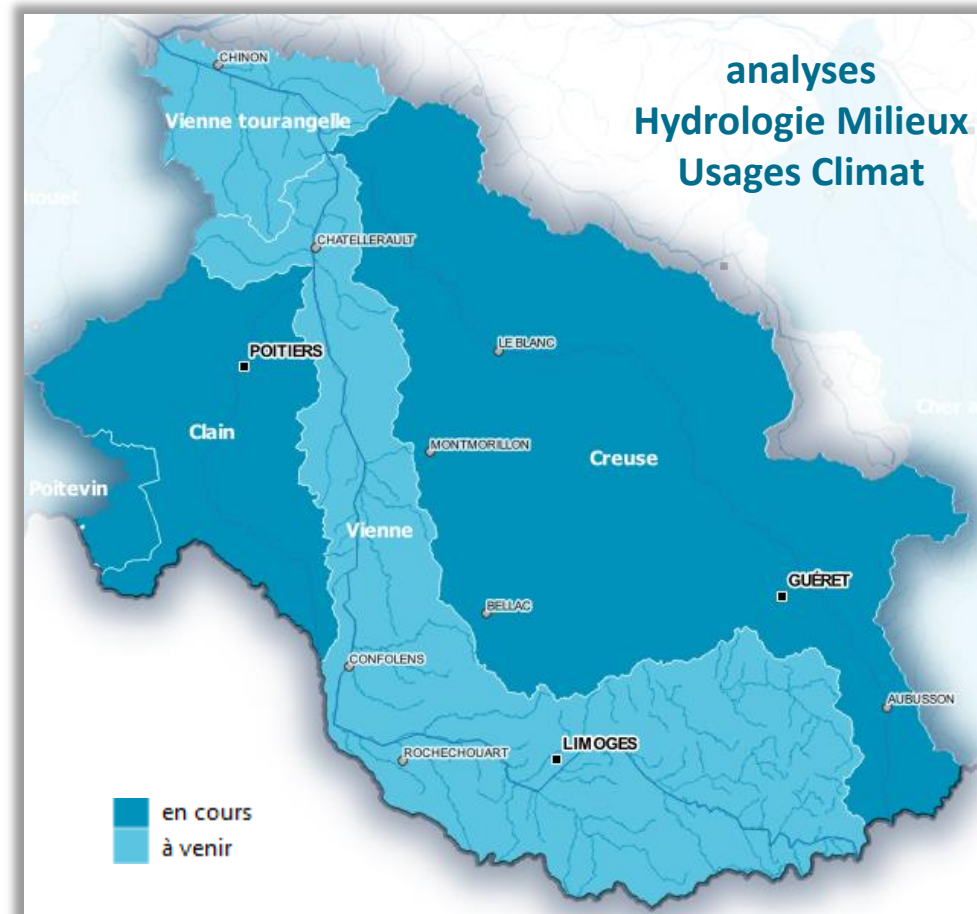 analyses
Hydrologie Milieux
Usages Climat
CHINON
Vienne tourangelle
CHATELLERAULT
POITIERS
LE BLANC
Clain
MONTMORILLON
Creuse
Poitevin
Vienne
GUÉRET
BELLAC
CONFOLENS
AUBUSSON
LIMOGES
ROCHECHOUART
en cours
à venir
Cher